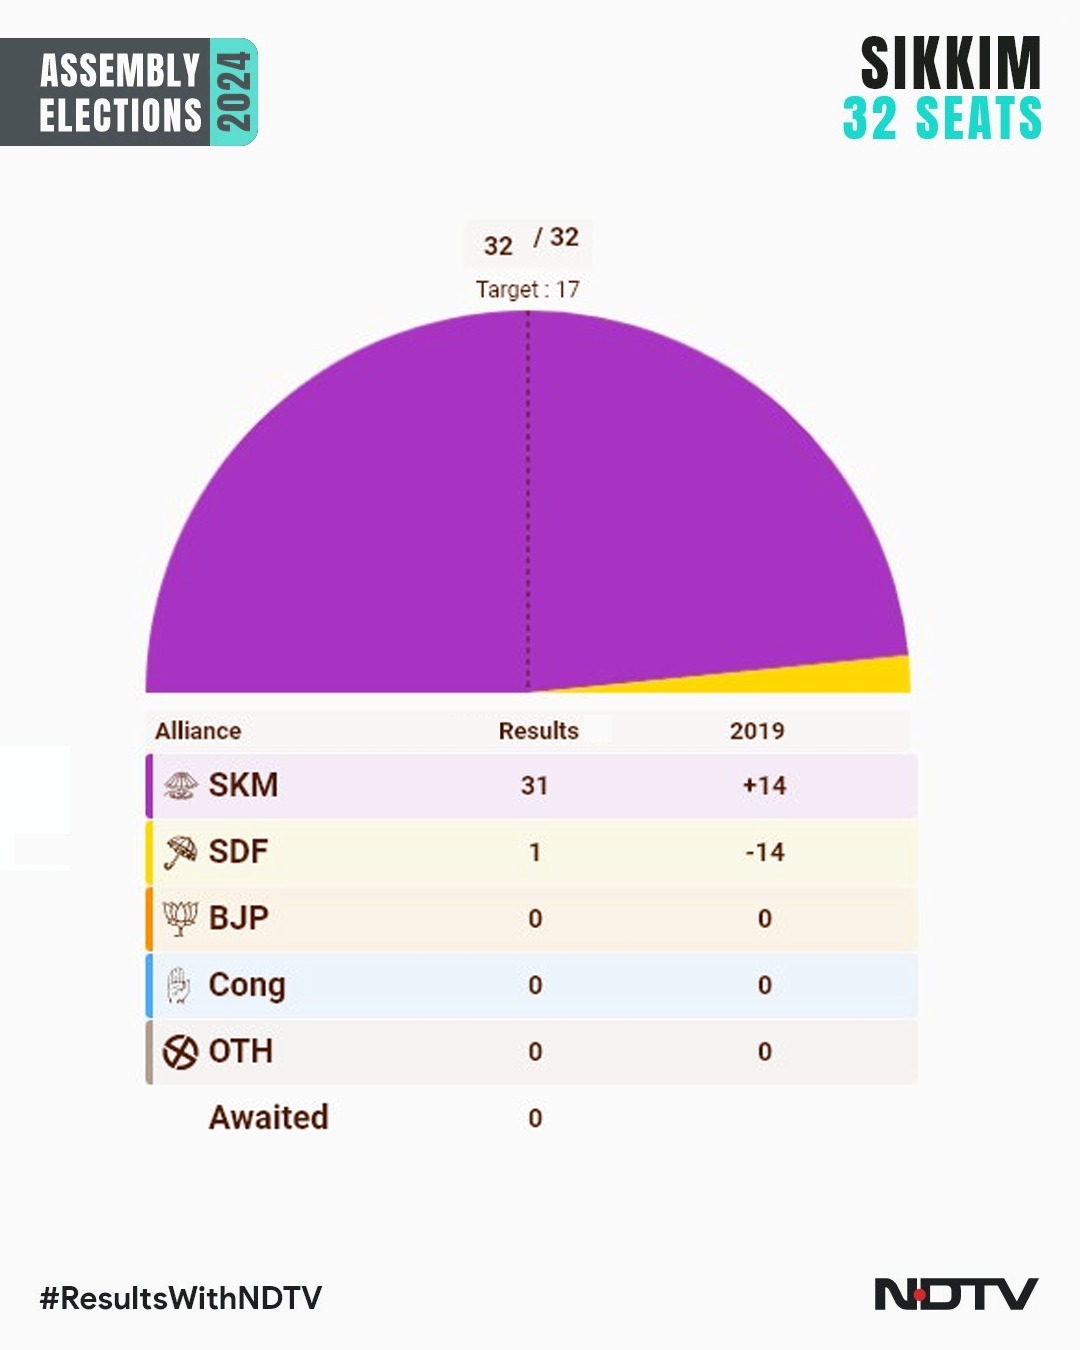 ASSEMBLY
ELECTIONS
2024
SIKKIM
32 SEATS
32 / 32
Target : 17
Alliance Results 2019
SKM 31 +14
SDF 1 -14
BJP 0 0
Cong 0 0
OTH 0 0
Awaited 0
#ResultsWithNDTV
NDTV